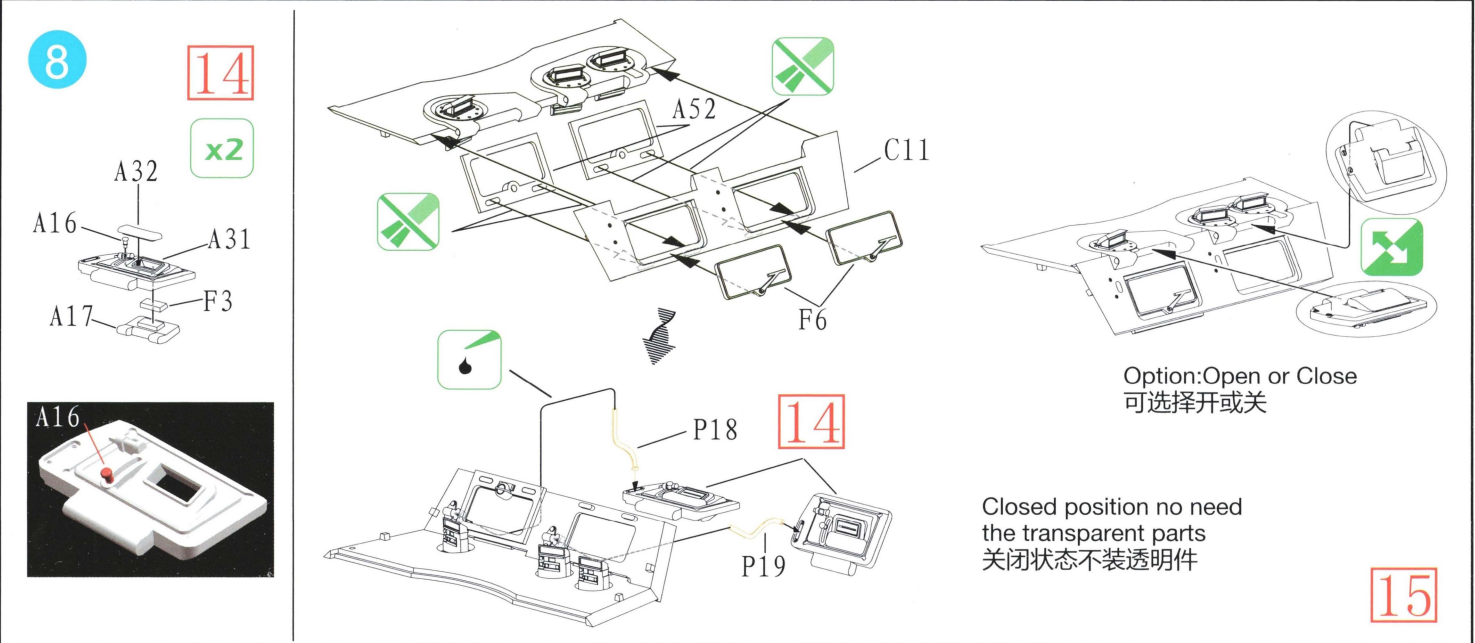 8
14
x2
A32
A16
A31
F3
A17
A16
A52
C11
F6
P18
14
P19
Option:Open or Close
可选择开或关
Closed position no need
the transparent parts
关闭状态不装透明件
15